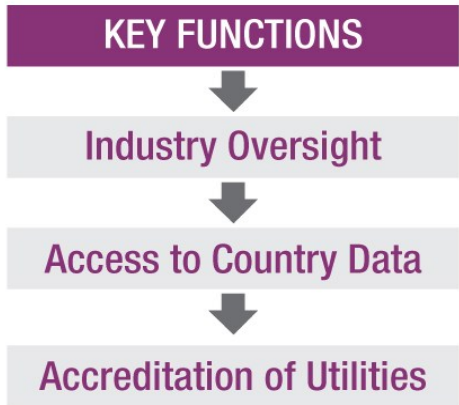 KEY FUNCTIONS
Industry Oversight
Access to Country Data
Accreditation of Utilities